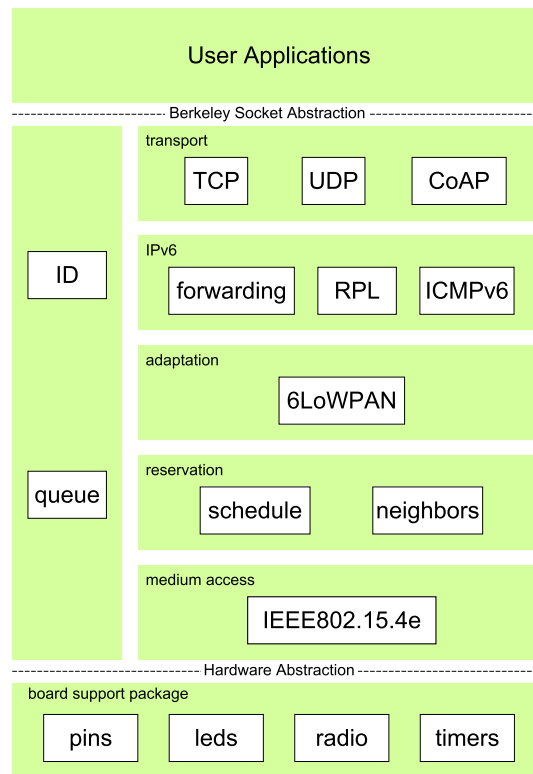 User Applications
Berkeley Socket Abstraction
transport
TCP UDP CoAP
IPv6
ID
forwarding RPL ICMPv6
adaptation
6LoWPAN
reservation
queue
schedule neighbors
medium access
IEEE802.15.4e
Hardware Abstraction
board support package
pins leds radio timers